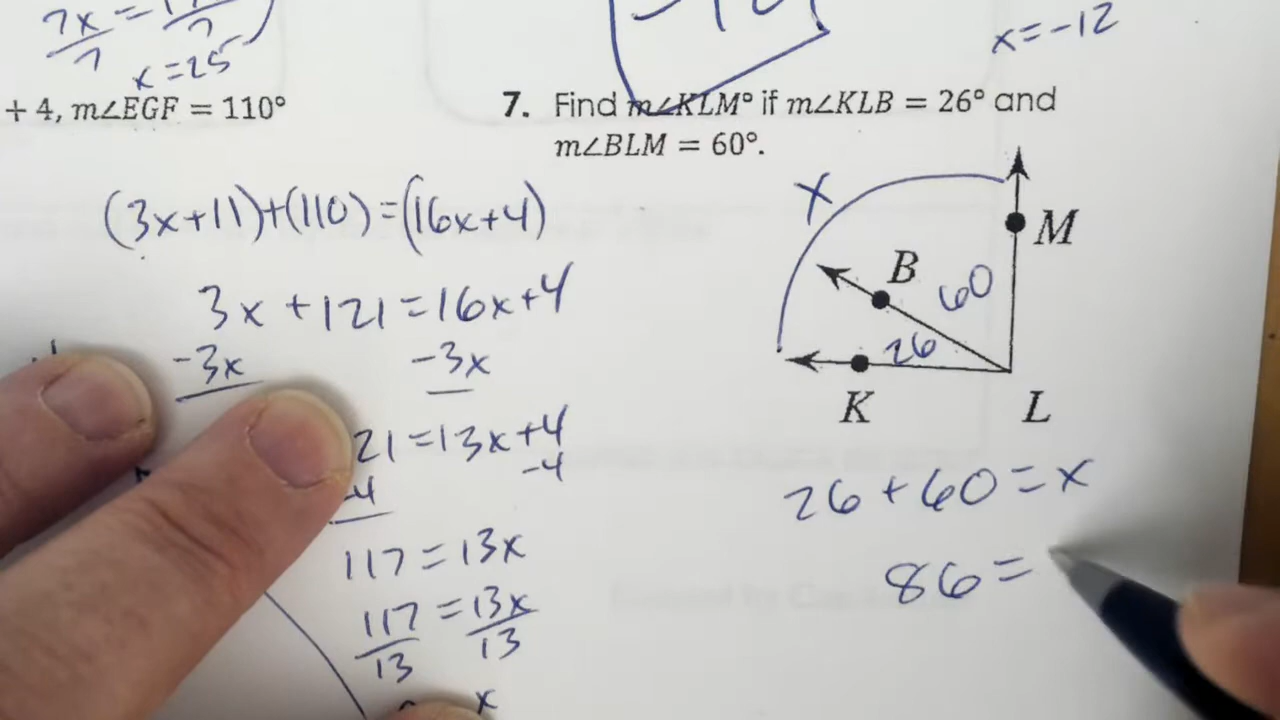 7x = 
7 7
x = 25
x = -12
+ 4, m∠EGF = 110°
(3x+11)+(110)=(16x+4)
3x + 121 = 16x+4
-3x -3x
21 = 13x+4
-4 -4
117 = 13x
117 = 13x
13 13
x
7. Find m∠KLM° if m∠KLB = 26° and
m∠BLM = 60°.
X
M
B
60
26
K
L
26 + 60 = x
86 =